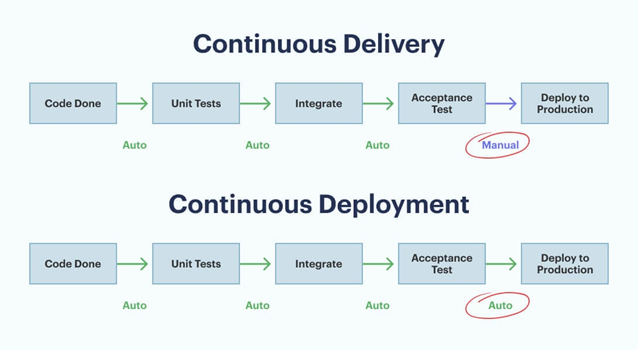 Continuous Delivery
Code Done
Unit Tests
Integrate
Acceptance
Test
Deploy to
Production
Auto
Auto
Auto
Manual
Continuous Deployment
Code Done
Unit Tests
Integrate
Acceptance
Test
Deploy to
Production
Auto
Auto
Auto
Auto